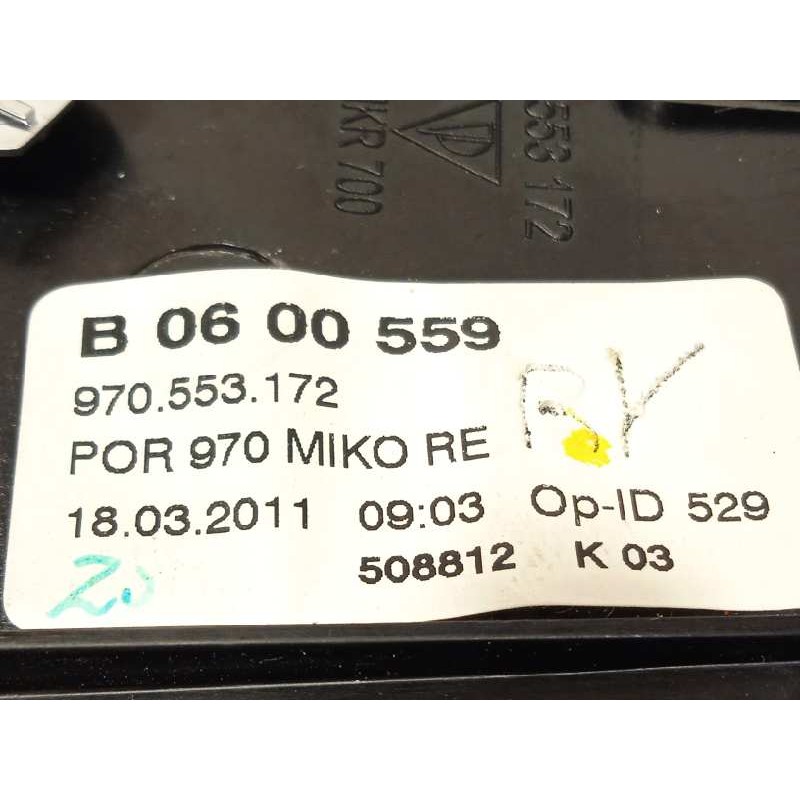 553 172
KR 700
B 06 00 559
970.553.172
POR 970 MIKO RE
18.03.2011 09:03 Op-ID 529
508812 K 03